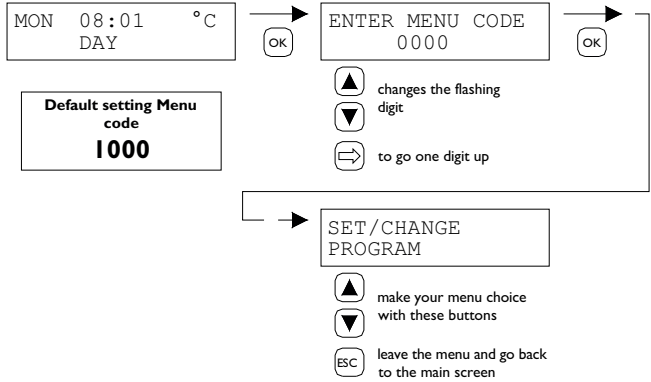 MON 08:01 °C
DAY
OK
ENTER MENU CODE
0000
OK
Default setting Menu
code
1000
changes the flashing
digit
to go one digit up
SET/CHANGE
PROGRAM
make your menu choice
with these buttons
ESC
leave the menu and go back
to the main screen